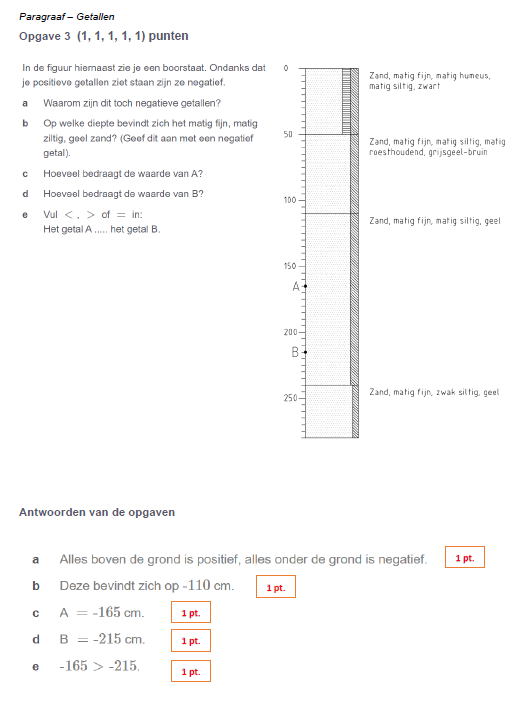 Paragraaf – Getallen
Opgave 3 (1, 1, 1, 1, 1) punten
In de figuur hiernaast zie je een boorstaat. Ondanks dat
je positieve getallen ziet staan zijn ze negatief.
a Waarom zijn dit toch negatieve getallen?
b Op welke diepte bevindt zich het matig fijn, matig
ziltig, geel zand? (Geef dit aan met een negatief
getal).
c Hoeveel bedraagt de waarde van A?
d Hoeveel bedraagt de waarde van B?
e Vul < , > of = in:
Het getal A ..... het getal B.
0
Zand, matig fijn, matig humeus,
matig siltig, zwart
50
Zand, matig fijn, matig siltig, matig
roesthoudend, grijsgeel-bruin
100
Zand, matig fijn, matig siltig, geel
150
A
200
B
Zand, matig fijn, zwak siltig, geel
250
Antwoorden van de opgaven
a Alles boven de grond is positief, alles onder de grond is negatief. 1 pt.
b Deze bevindt zich op -110 cm. 1 pt.
c A = -165 cm. 1 pt.
d B = -215 cm. 1 pt.
e -165 > -215. 1 pt.